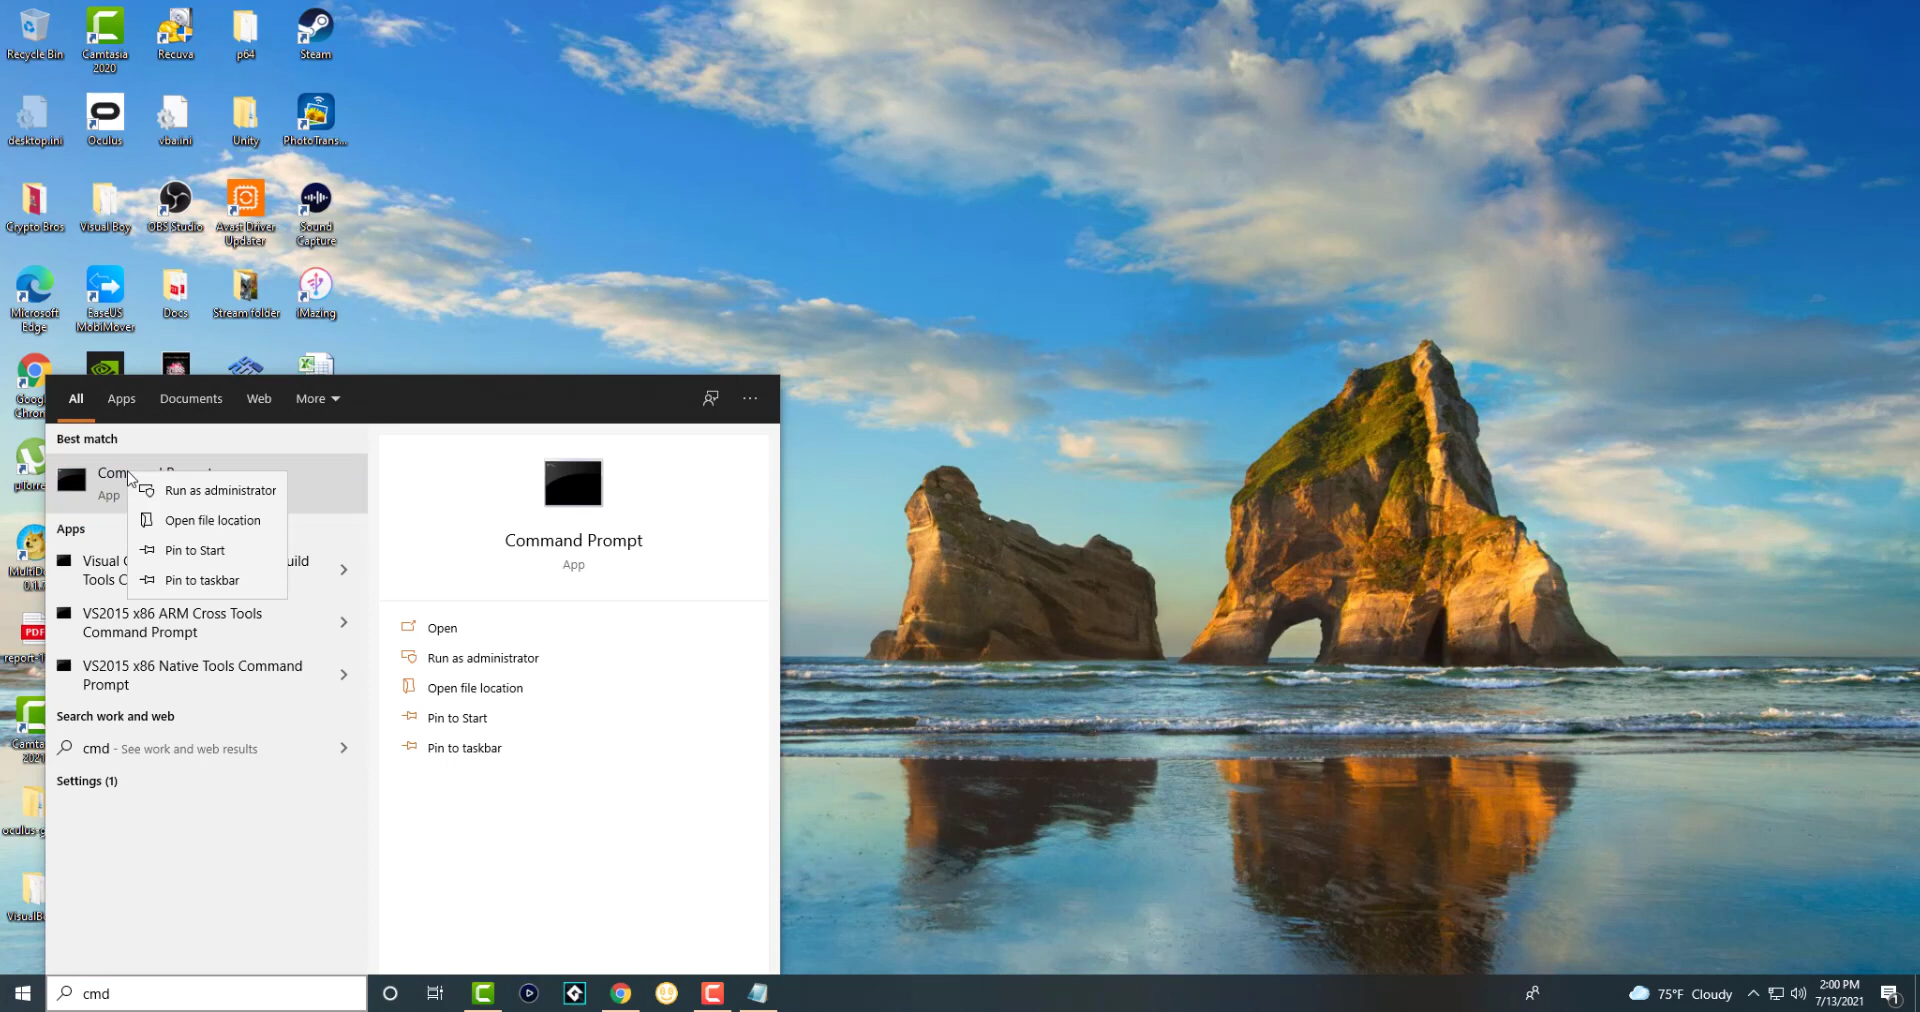 Recycle Bin
Camtasia
2020
Recuva
p64
Steam
desktop.ini
Oculus
vba.ini
Unity
PhotoTrans...
Crypto Bros
Visual Boy
OBS Studio
Avast Driver
Updater
Sound
Capture
Microsoft
Edge
EaseUS
MobiMover
Docs
Stream folder
iMazing
All
Apps
Documents
Web
More
Best match
App
Run as administrator
Open file location
Pin to Start
Pin to taskbar
Apps
Visual
Tools
VS2015 x86 ARM Cross Tools
Command Prompt
VS2015 x86 Native Tools Command
Prompt
Search work and web
cmd - See work and web results
Settings (1)
Command Prompt
App
Open
Run as administrator
Open file location
Pin to Start
Pin to taskbar
PDF
cmd
75°F Cloudy
2:00 PM
7/13/2021
1